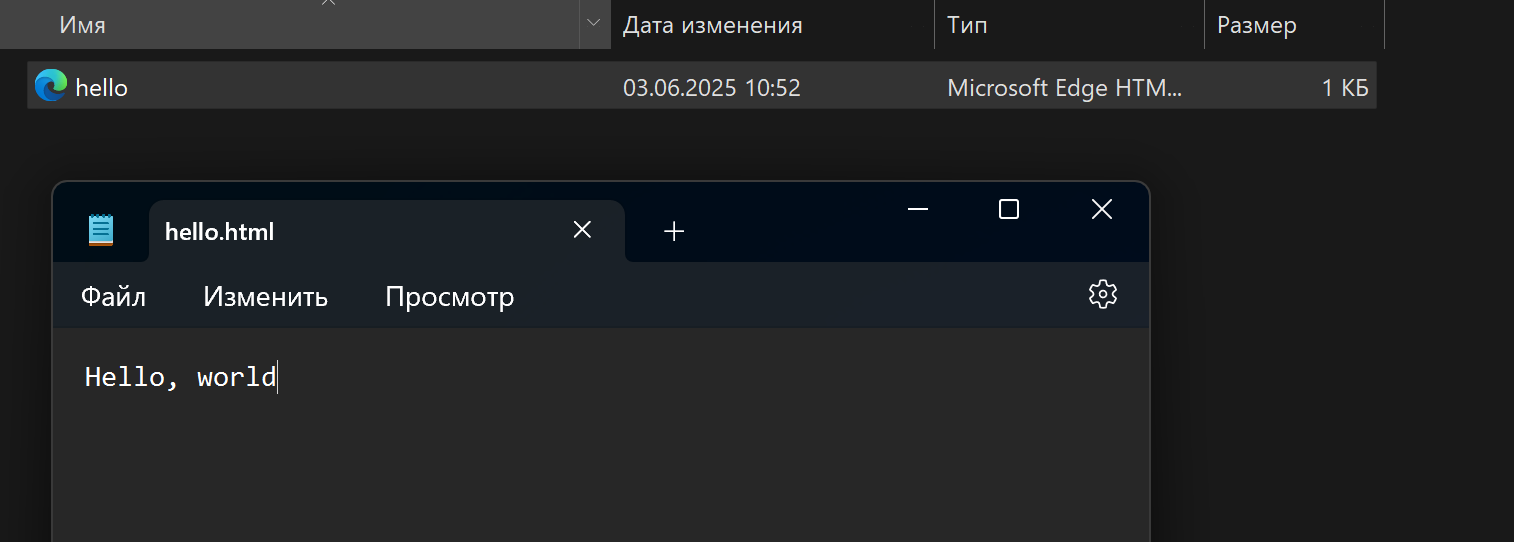 Имя Дата изменения Тип Размер
hello 03.06.2025 10:52 Microsoft Edge HTM... 1 КБ
hello.html
Файл Изменить Просмотр
Hello, world